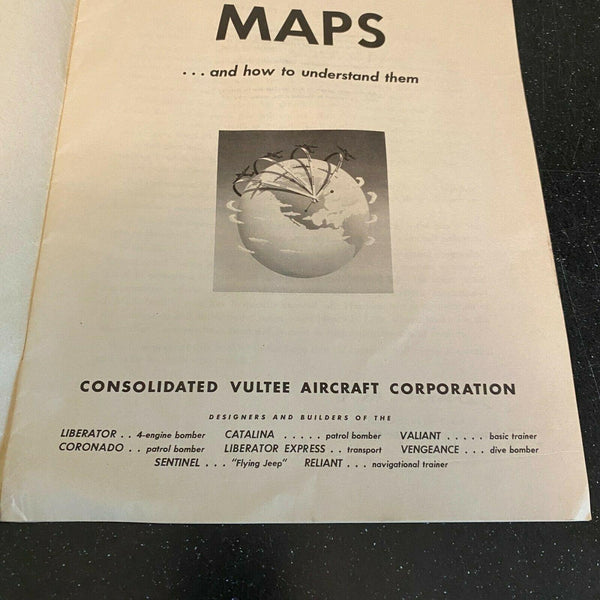 MAPS
...and how to understand them
CONSOLIDATED VULTEE AIRCRAFT CORPORATION
DESIGNERS AND BUILDERS OF THE
LIBERATOR . . 4-engine bomber CATALINA . . . . . patrol bomber VALIANT . . . . . basic trainer
CORONADO . . patrol bomber LIBERATOR EXPRESS . . transport VENGEANCE . . . dive bomber
SENTINEL . . . "Flying Jeep" RELIANT . . . navigational trainer